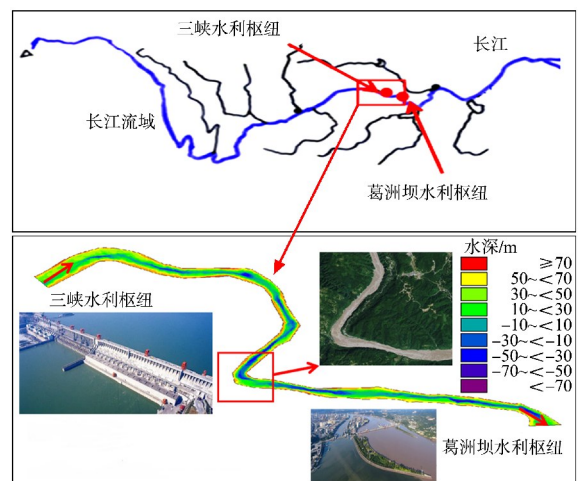 三峡水利枢纽
长江
长江流域
葛洲坝水利枢纽
水深/m
≥70
50~<70
30~<50
10~<30
-10~<10
-30~<-10
-50~<-30
-70~<-50
<-70
三峡水利枢纽
葛洲坝水利枢纽